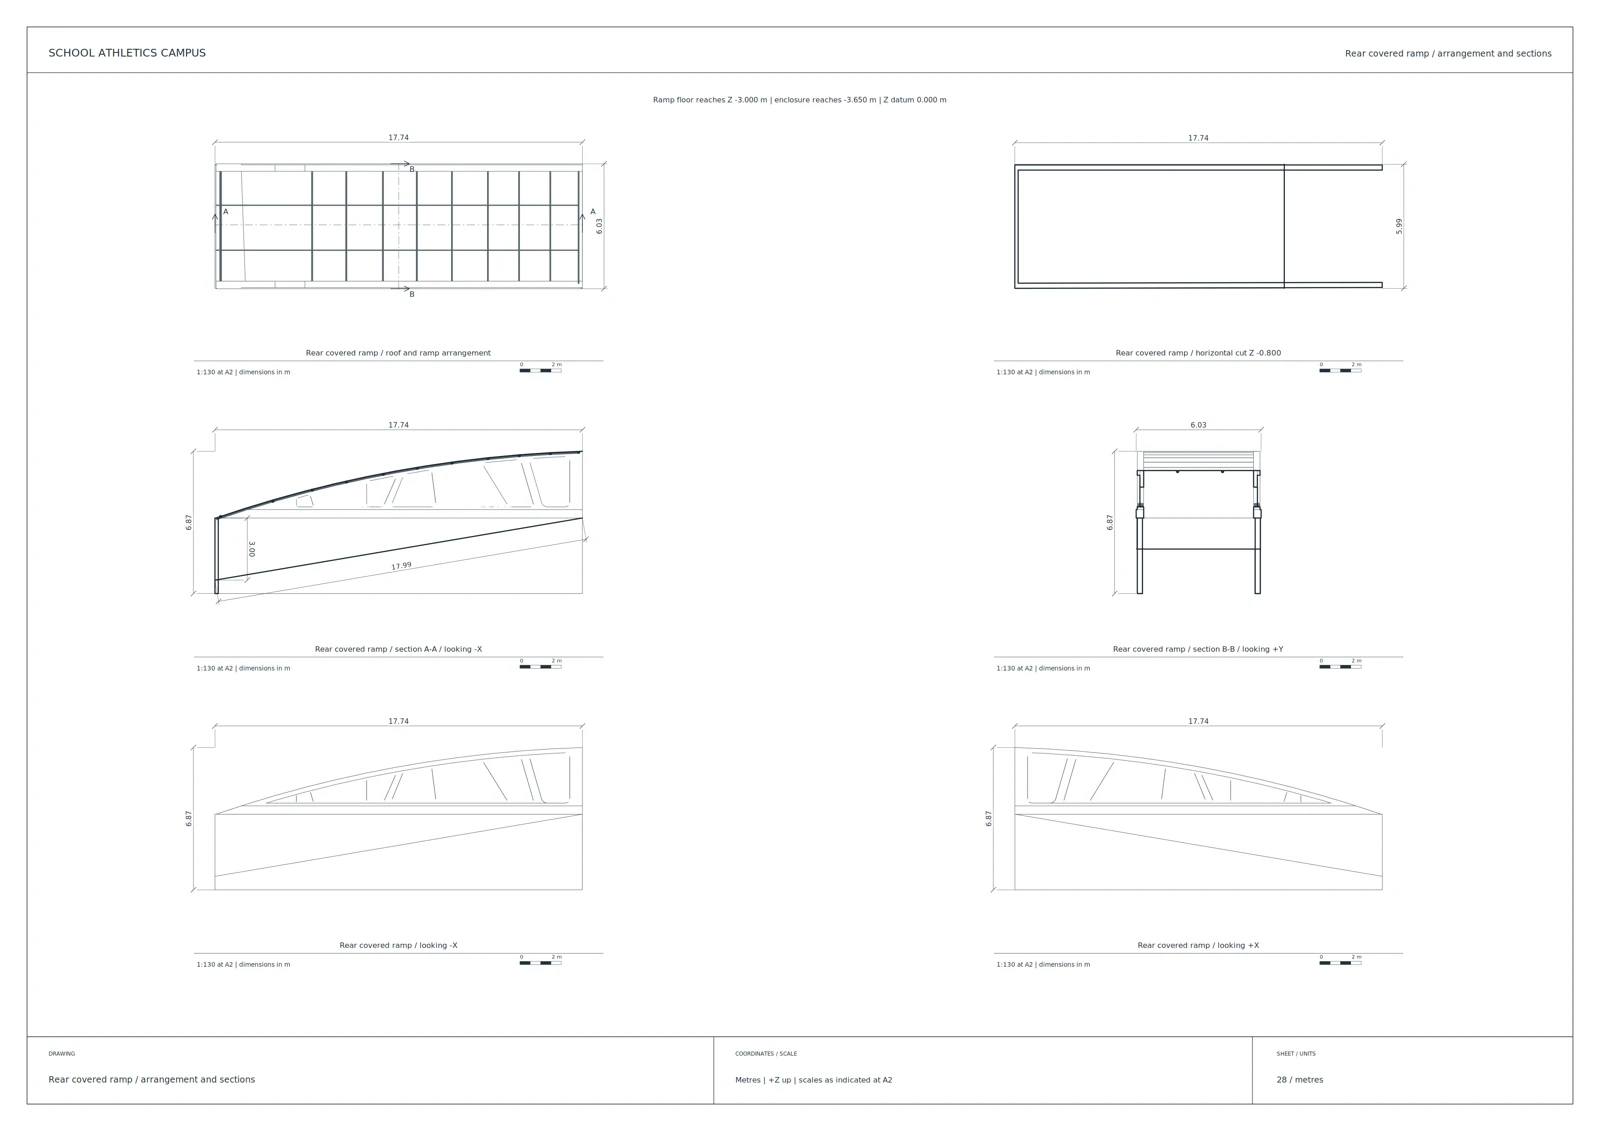 SCHOOL ATHLETICS CAMPUS
Rear covered ramp / arrangement and sections
Ramp floor reaches Z -3.000 m | enclosure reaches -3.650 m | Z datum 0.000 m
17.74
B
A
A
6.03
B
Rear covered ramp / roof and ramp arrangement
1:130 at A2 | dimensions in m
0 2 m
17.74
5.99
Rear covered ramp / horizontal cut Z -0.800
1:130 at A2 | dimensions in m
0 2 m
17.74
6.87
3.00
17.99
Rear covered ramp / section A-A / looking -X
1:130 at A2 | dimensions in m
0 2 m
6.03
6.87
Rear covered ramp / section B-B / looking +Y
1:130 at A2 | dimensions in m
0 2 m
17.74
6.87
Rear covered ramp / looking -X
1:130 at A2 | dimensions in m
0 2 m
17.74
6.87
Rear covered ramp / looking +X
1:130 at A2 | dimensions in m
0 2 m
DRAWING
Rear covered ramp / arrangement and sections
COORDINATES / SCALE
Metres | +Z up | scales as indicated at A2
SHEET / UNITS
28 / metres